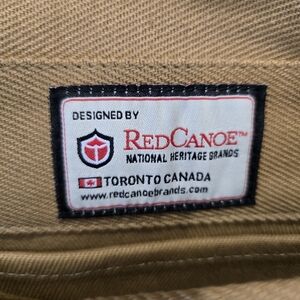 DESIGNED BY
REDCANOE™
NATIONAL HERITAGE BRANDS
TORONTO CANADA
www.redcanoebrands.com